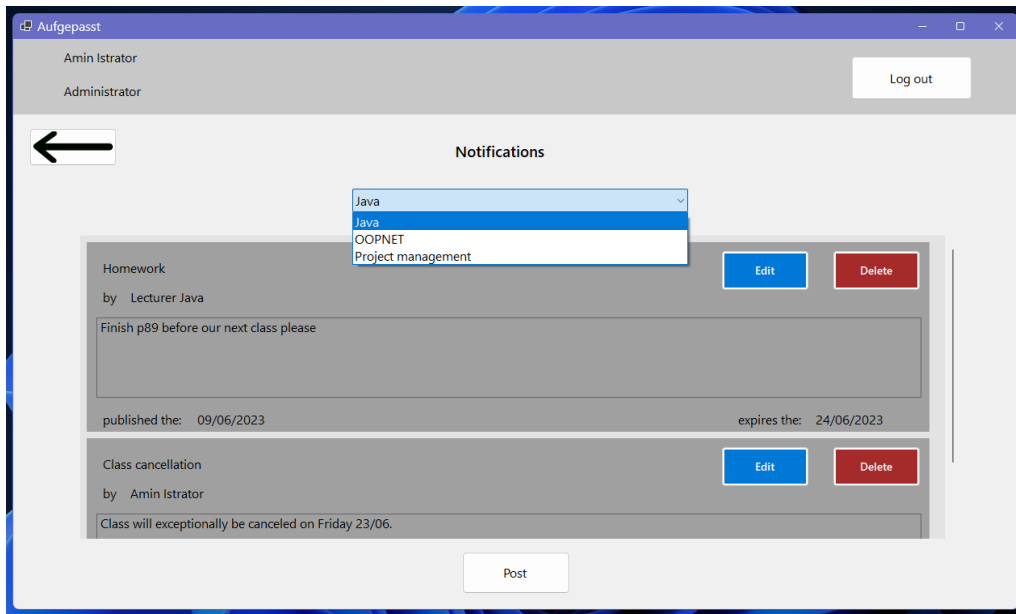 Aufgepasst
Amin Istrator
Administrator
Log out
Notifications
Java
Java
OOPNET
Project management
Homework
Edit
Delete
by Lecturer Java
Finish p89 before our next class please
published the: 09/06/2023
expires the: 24/06/2023
Class cancellation
Edit
Delete
by Amin Istrator
Class will exceptionally be canceled on Friday 23/06.
Post